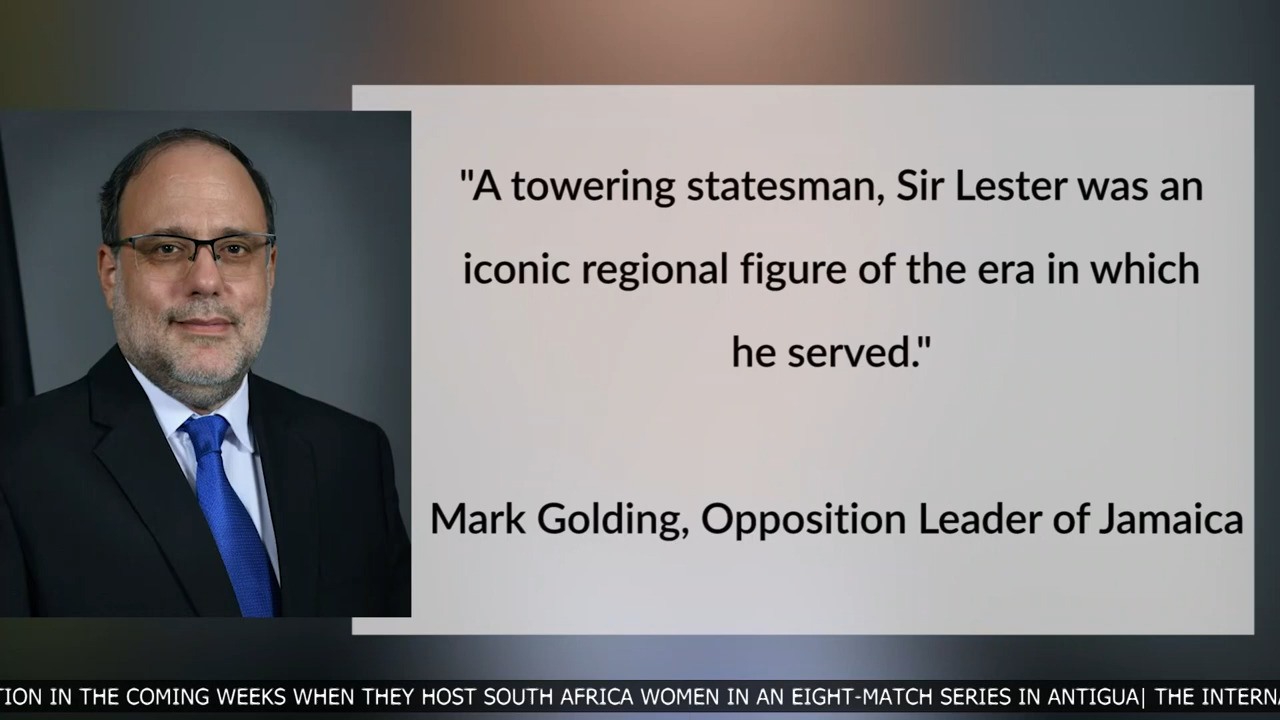 "A towering statesman, Sir Lester was an
iconic regional figure of the era in which
he served."
Mark Golding, Opposition Leader of Jamaica
IN THE COMING WEEKS WHEN THEY HOST SOUTH AFRICA WOMEN IN AN EIGHT-MATCH SERIES IN ANTIGUA| THE